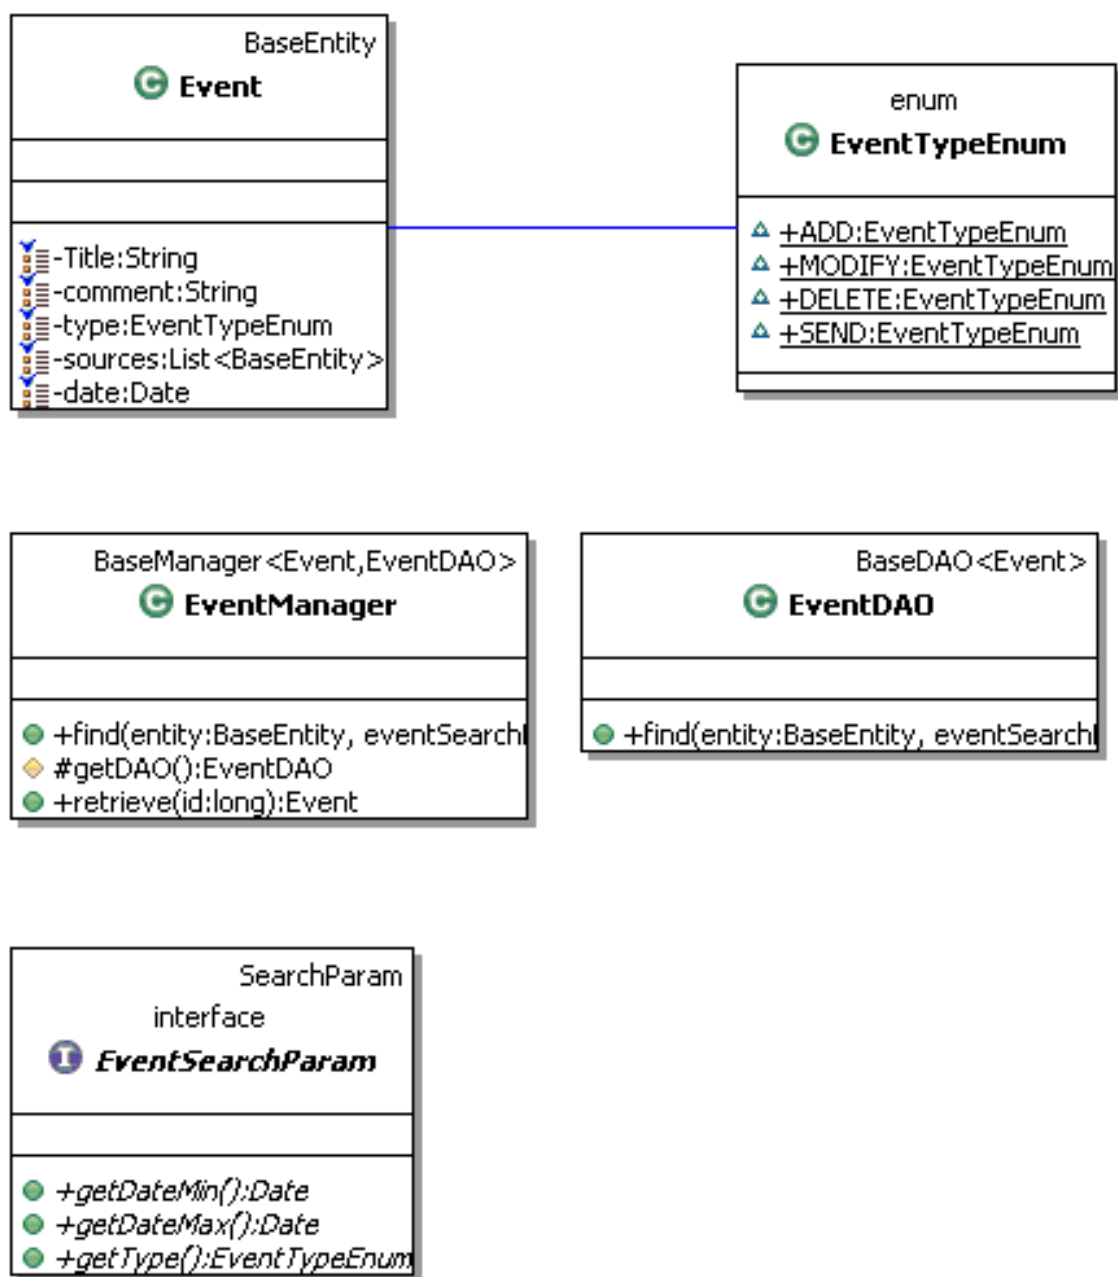 BaseEntity
Event
-Title:String
-comment:String
-type:EventTypeEnum
-sources:List<BaseEntity>
-date:Date
enum
EventTypeEnum
+ADD:EventTypeEnum
+MODIFY:EventTypeEnum
+DELETE:EventTypeEnum
+SEND:EventTypeEnum
BaseManager<Event,EventDAO>
EventManager
+find(entity:BaseEntity, eventSearch
#getDAO():EventDAO
+retrieve(id:long):Event
BaseDAO<Event>
EventDAO
+find(entity:BaseEntity, eventSearch
SearchParam
interface
EventSearchParam
+getDateMin():Date
+getDateMax():Date
+getType():EventTypeEnum